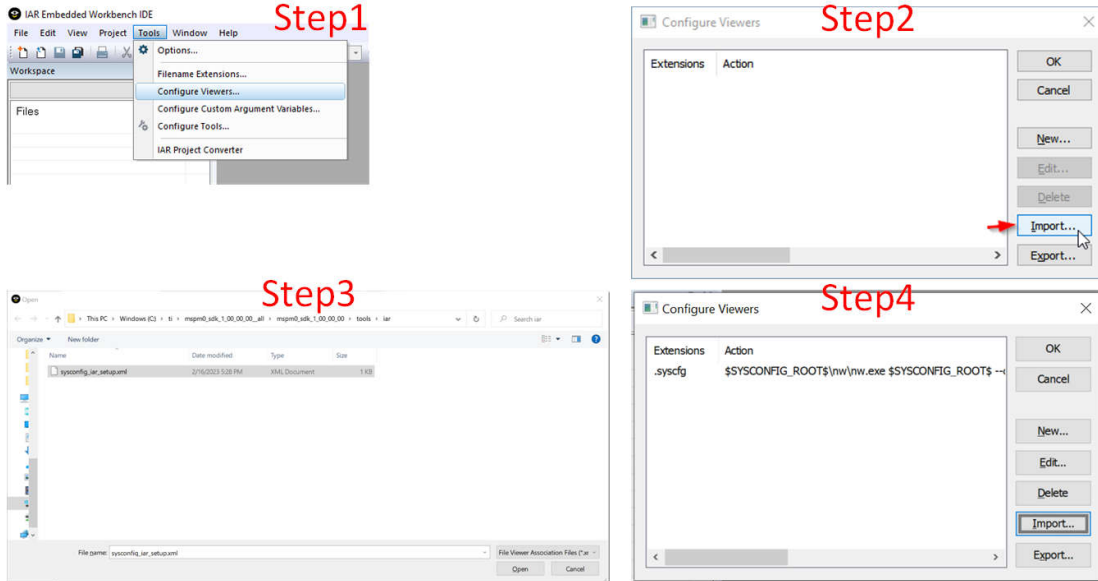 IAR Embedded Workbench IDE
Step1
File Edit View Project Tools Window Help
Options...
Workspace
Filename Extensions...
Configure Viewers...
Files
Configure Custom Argument Variables...
Configure Tools...
IAR Project Converter
Configure Viewers
Step2
Extensions Action
OK
Cancel
New...
Edit...
Delete
Import...
Export...
Step3
Open
This PC > Windows (C) > ti > mspm0_sdk_1_00_00_00__all > mspm0_sdk_1_00_00_00 > tools > iar
Search iar
Organize New folder
Name Date modified Type Size
sysconfig_iar_setup.xml 2/16/2023 5:28 PM XML Document 1 KB
File name: sysconfig_iar_setup.xml
File Viewer Association Files (*.x
Open Cancel
Configure Viewers
Step4
Extensions Action
.syscfg $SYSCONFIG_ROOT$\nw\nw.exe $SYSCONFIG_ROOT$ --c
OK
Cancel
New...
Edit...
Delete
Import...
Export...